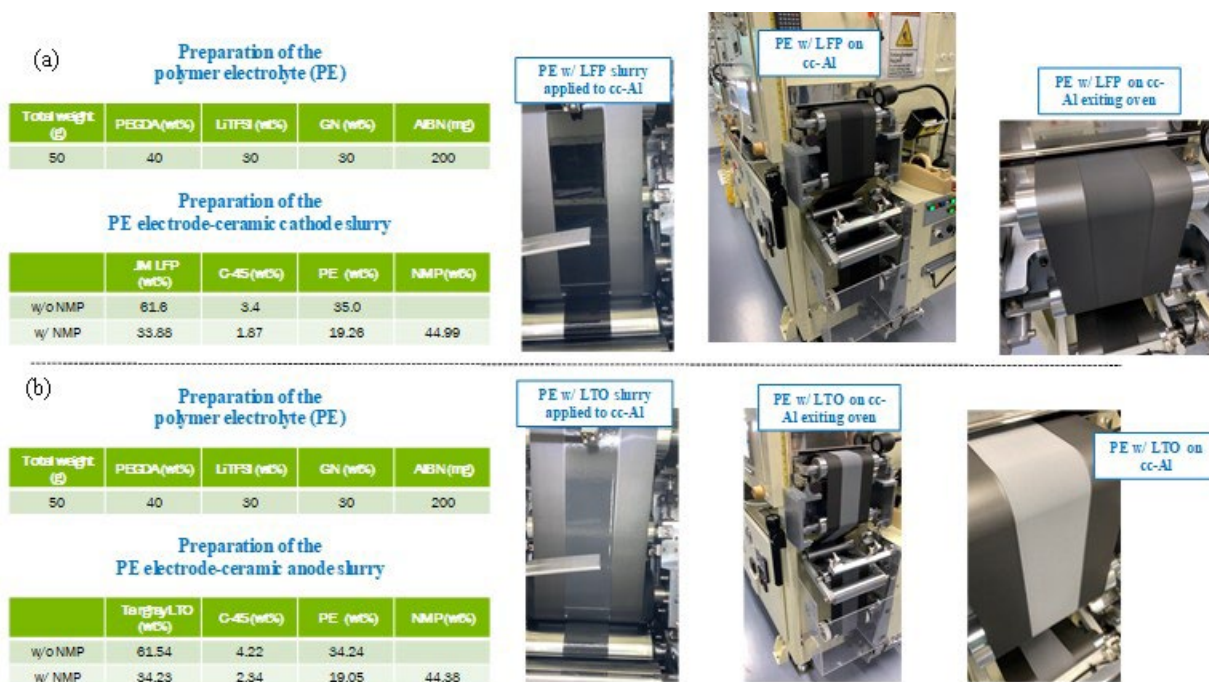 (a)
Preparation of the
polymer electrolyte (PE)
Total weight (g) PEGDA (wt%) LiTFSI (wt%) GN (wt%) AIBN (mg)
50 40 30 30 200
Preparation of the
PE electrode-ceramic cathode slurry
JM LFP (wt%) C-45 (wt%) PE (wt%) NMP (wt%)
w/o NMP 61.6 3.4 35.0
w/ NMP 33.88 1.87 19.26 44.99
PE w/ LFP slurry
applied to cc-Al
PE w/ LFP on
cc-Al
PE w/ LFP on cc-
Al exiting oven
(b)
Preparation of the
polymer electrolyte (PE)
Total weight (g) PEGDA (wt%) LiTFSI (wt%) GN (wt%) AIBN (mg)
50 40 30 30 200
Preparation of the
PE electrode-ceramic anode slurry
Targray LTO (wt%) C-45 (wt%) PE (wt%) NMP (wt%)
w/o NMP 61.54 4.22 34.24
w/ NMP 34.23 2.34 19.05 44.38
PE w/ LTO slurry
applied to cc-Al
PE w/ LTO on cc-
Al exiting oven
PE w/ LTO on
cc-Al